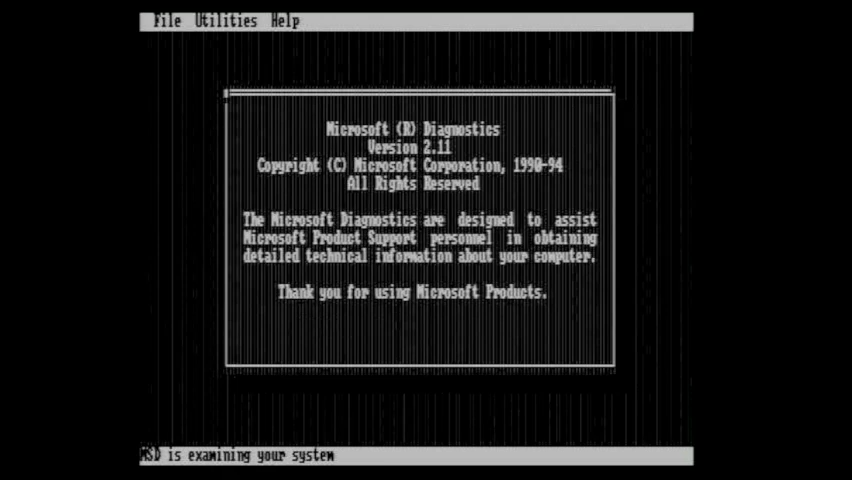 File Utilities Help
Microsoft (R) Diagnostics
Version 2.11
Copyright (C) Microsoft Corporation, 1990-94
All Rights Reserved
The Microsoft Diagnostics are designed to assist
Microsoft Product Support personnel in obtaining
detailed technical information about your computer.
Thank you for using Microsoft Products.
MSD is examining your system